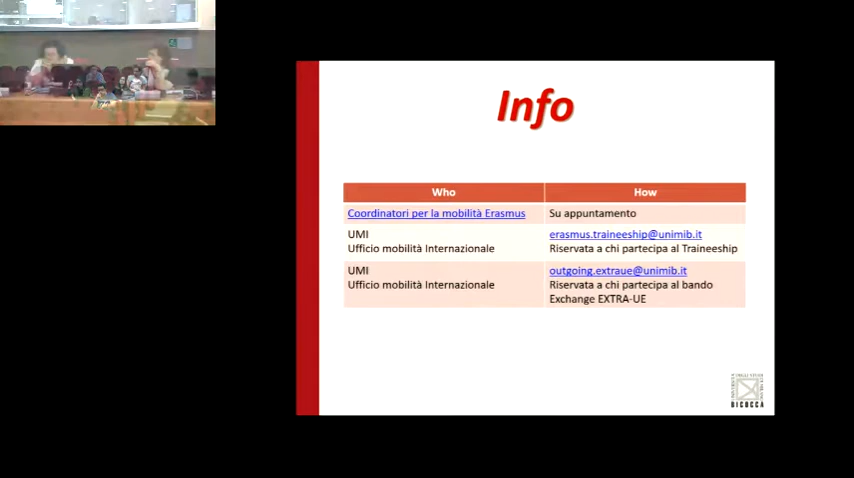 Info
Who
How
Coordinatori per la mobilità Erasmus
Su appuntamento
UMI
Ufficio mobilità Internazionale
erasmus.traineeship@unimib.it
Riservata a chi partecipa al Traineeship
UMI
Ufficio mobilità Internazionale
outgoing.extraue@unimib.it
Riservata a chi partecipa al bando
Exchange EXTRA-UE
BICOCCA